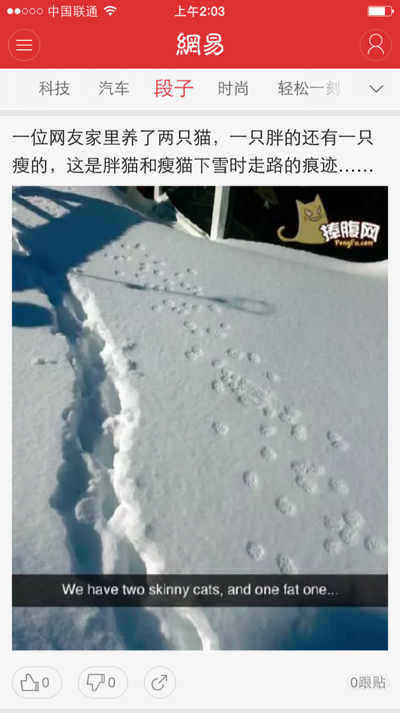 中国联通
上午2:03
網易
科技
汽车
段子
时尚
轻松一刻
一位网友家里养了两只猫，一只胖的还有一只
瘦的，这是胖猫和瘦猫下雪时走路的痕迹……
捧腹网
PengFu.com
We have two skinny cats, and one fat one...
0
0
0跟贴